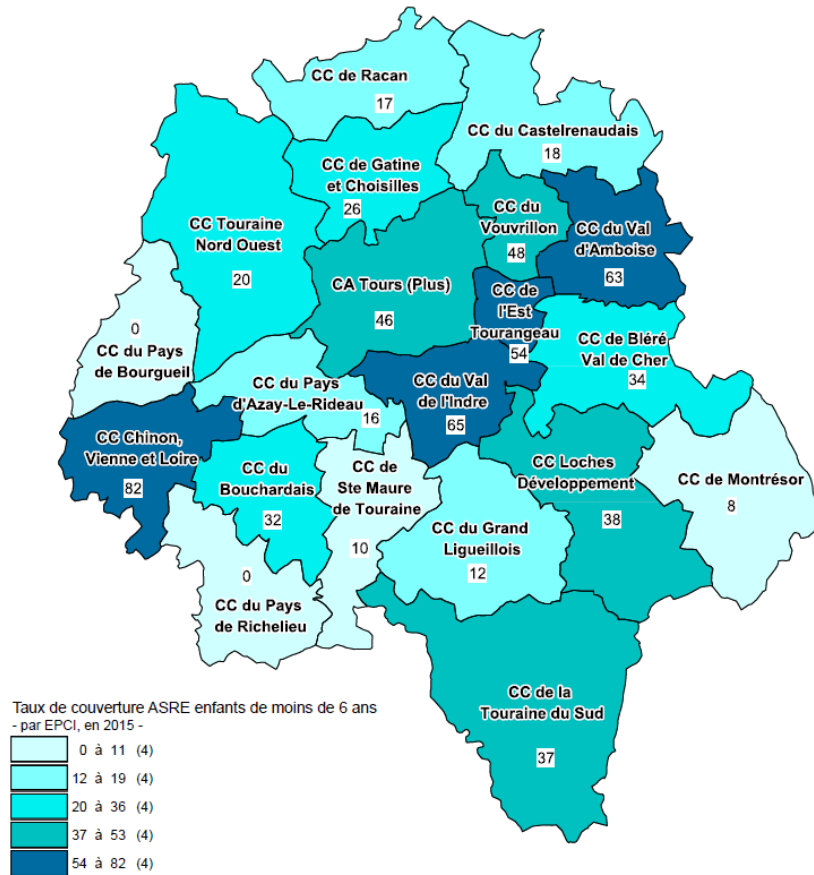 CC de Racan
17
CC du Castelrenaudais
18
CC de Gatine
et Choisilles
26
CC du
Vouvrillon
48
CC du Val
d'Amboise
63
CC Touraine
Nord Ouest
20
CA Tours (Plus)
46
CC de
l'Est
Tourangeau
54
CC de Bléré
Val de Cher
34
0
CC du Pays
de Bourgueil
CC du Pays
d'Azay-Le-Rideau
16
CC du Val
de l'Indre
65
CC Chinon,
Vienne et Loire
82
CC du
Bouchardais
32
CC de
Ste Maure
de Touraine
10
CC Loches
Développement
38
CC de Montrésor
8
CC du Grand
Ligueillois
12
0
CC du Pays
de Richelieu
CC de la
Touraine du Sud
37
Taux de couverture ASRE enfants de moins de 6 ans
- par EPCI, en 2015 -
0 à 11 (4)
12 à 19 (4)
20 à 36 (4)
37 à 53 (4)
54 à 82 (4)